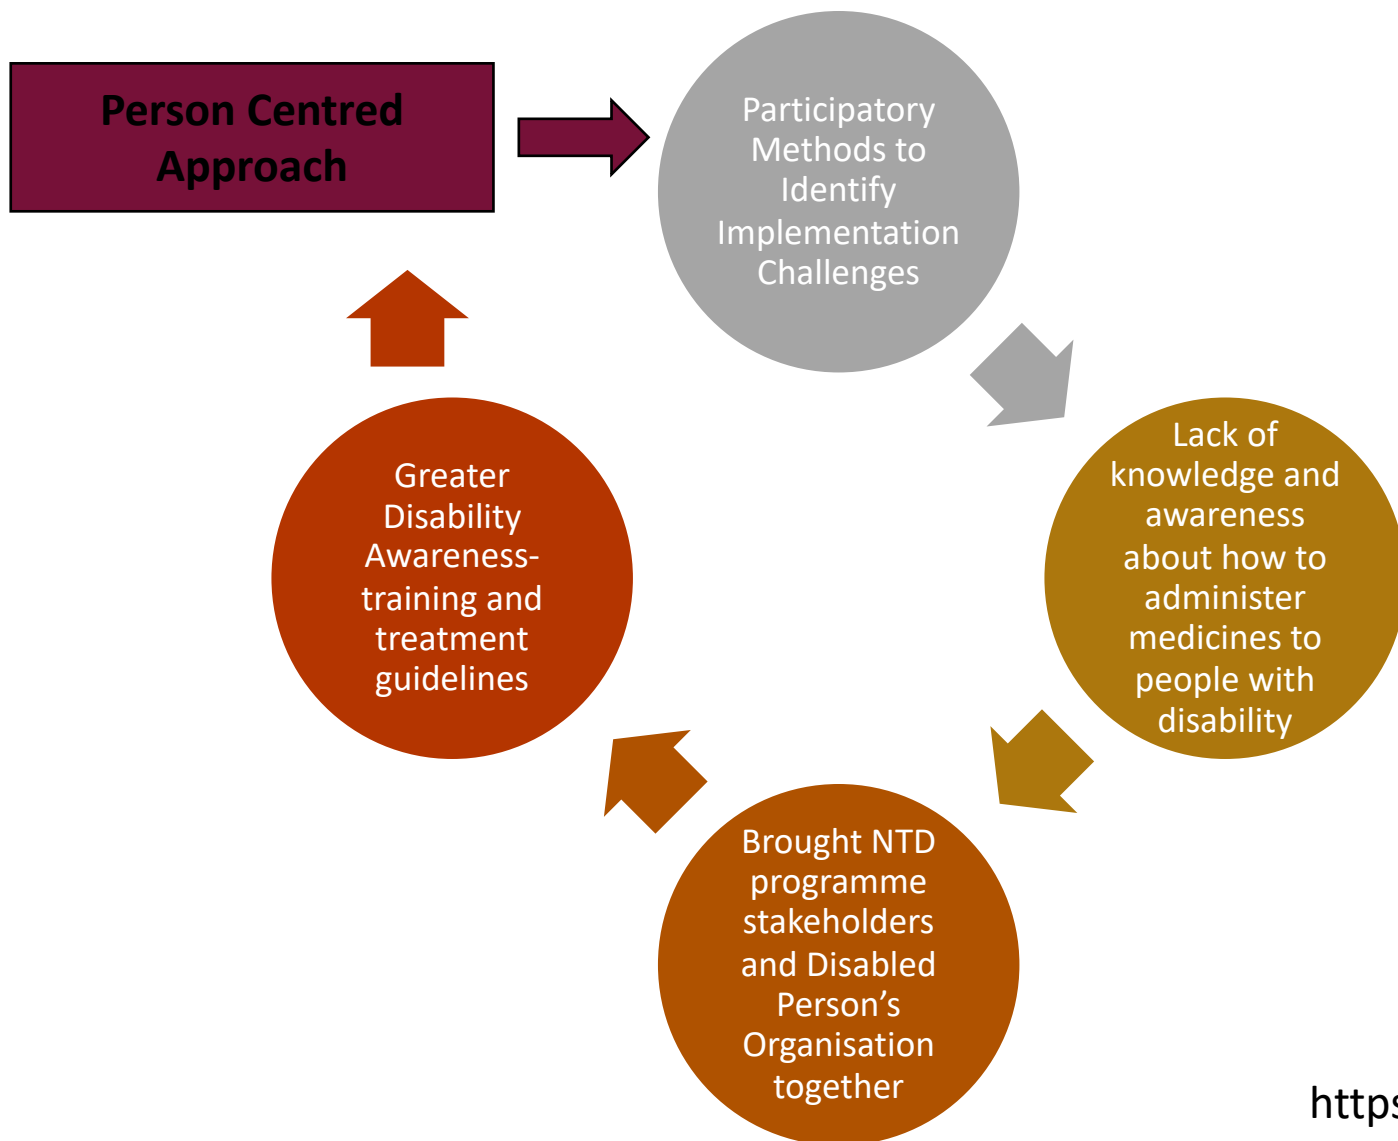 Person Centred
Approach
Participatory
Methods to
Identify
Implementation
Challenges
Lack of
knowledge and
awareness
about how to
administer
medicines to
people with
disability
Brought NTD
programme
stakeholders
and Disabled
Person’s
Organisation
together
Greater
Disability
Awareness-
training and
treatment
guidelines
https